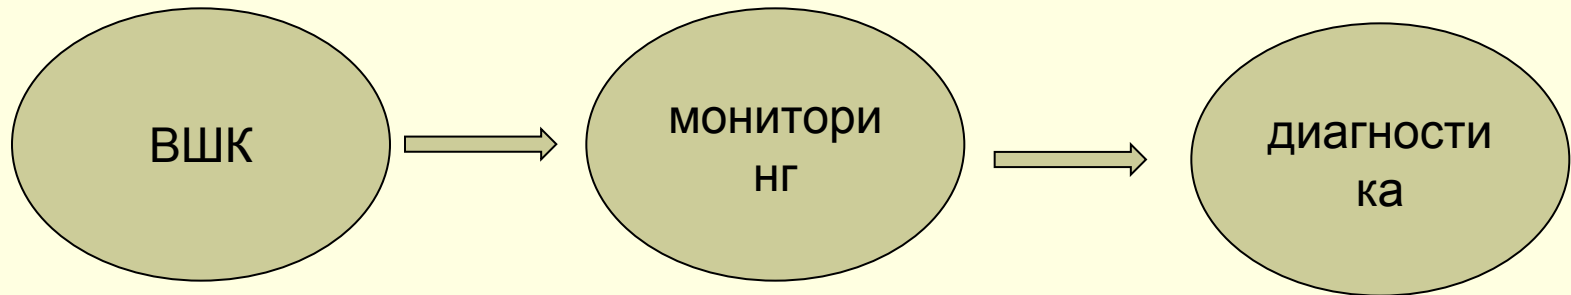 ВШК
монитори
нг
диагности
ка